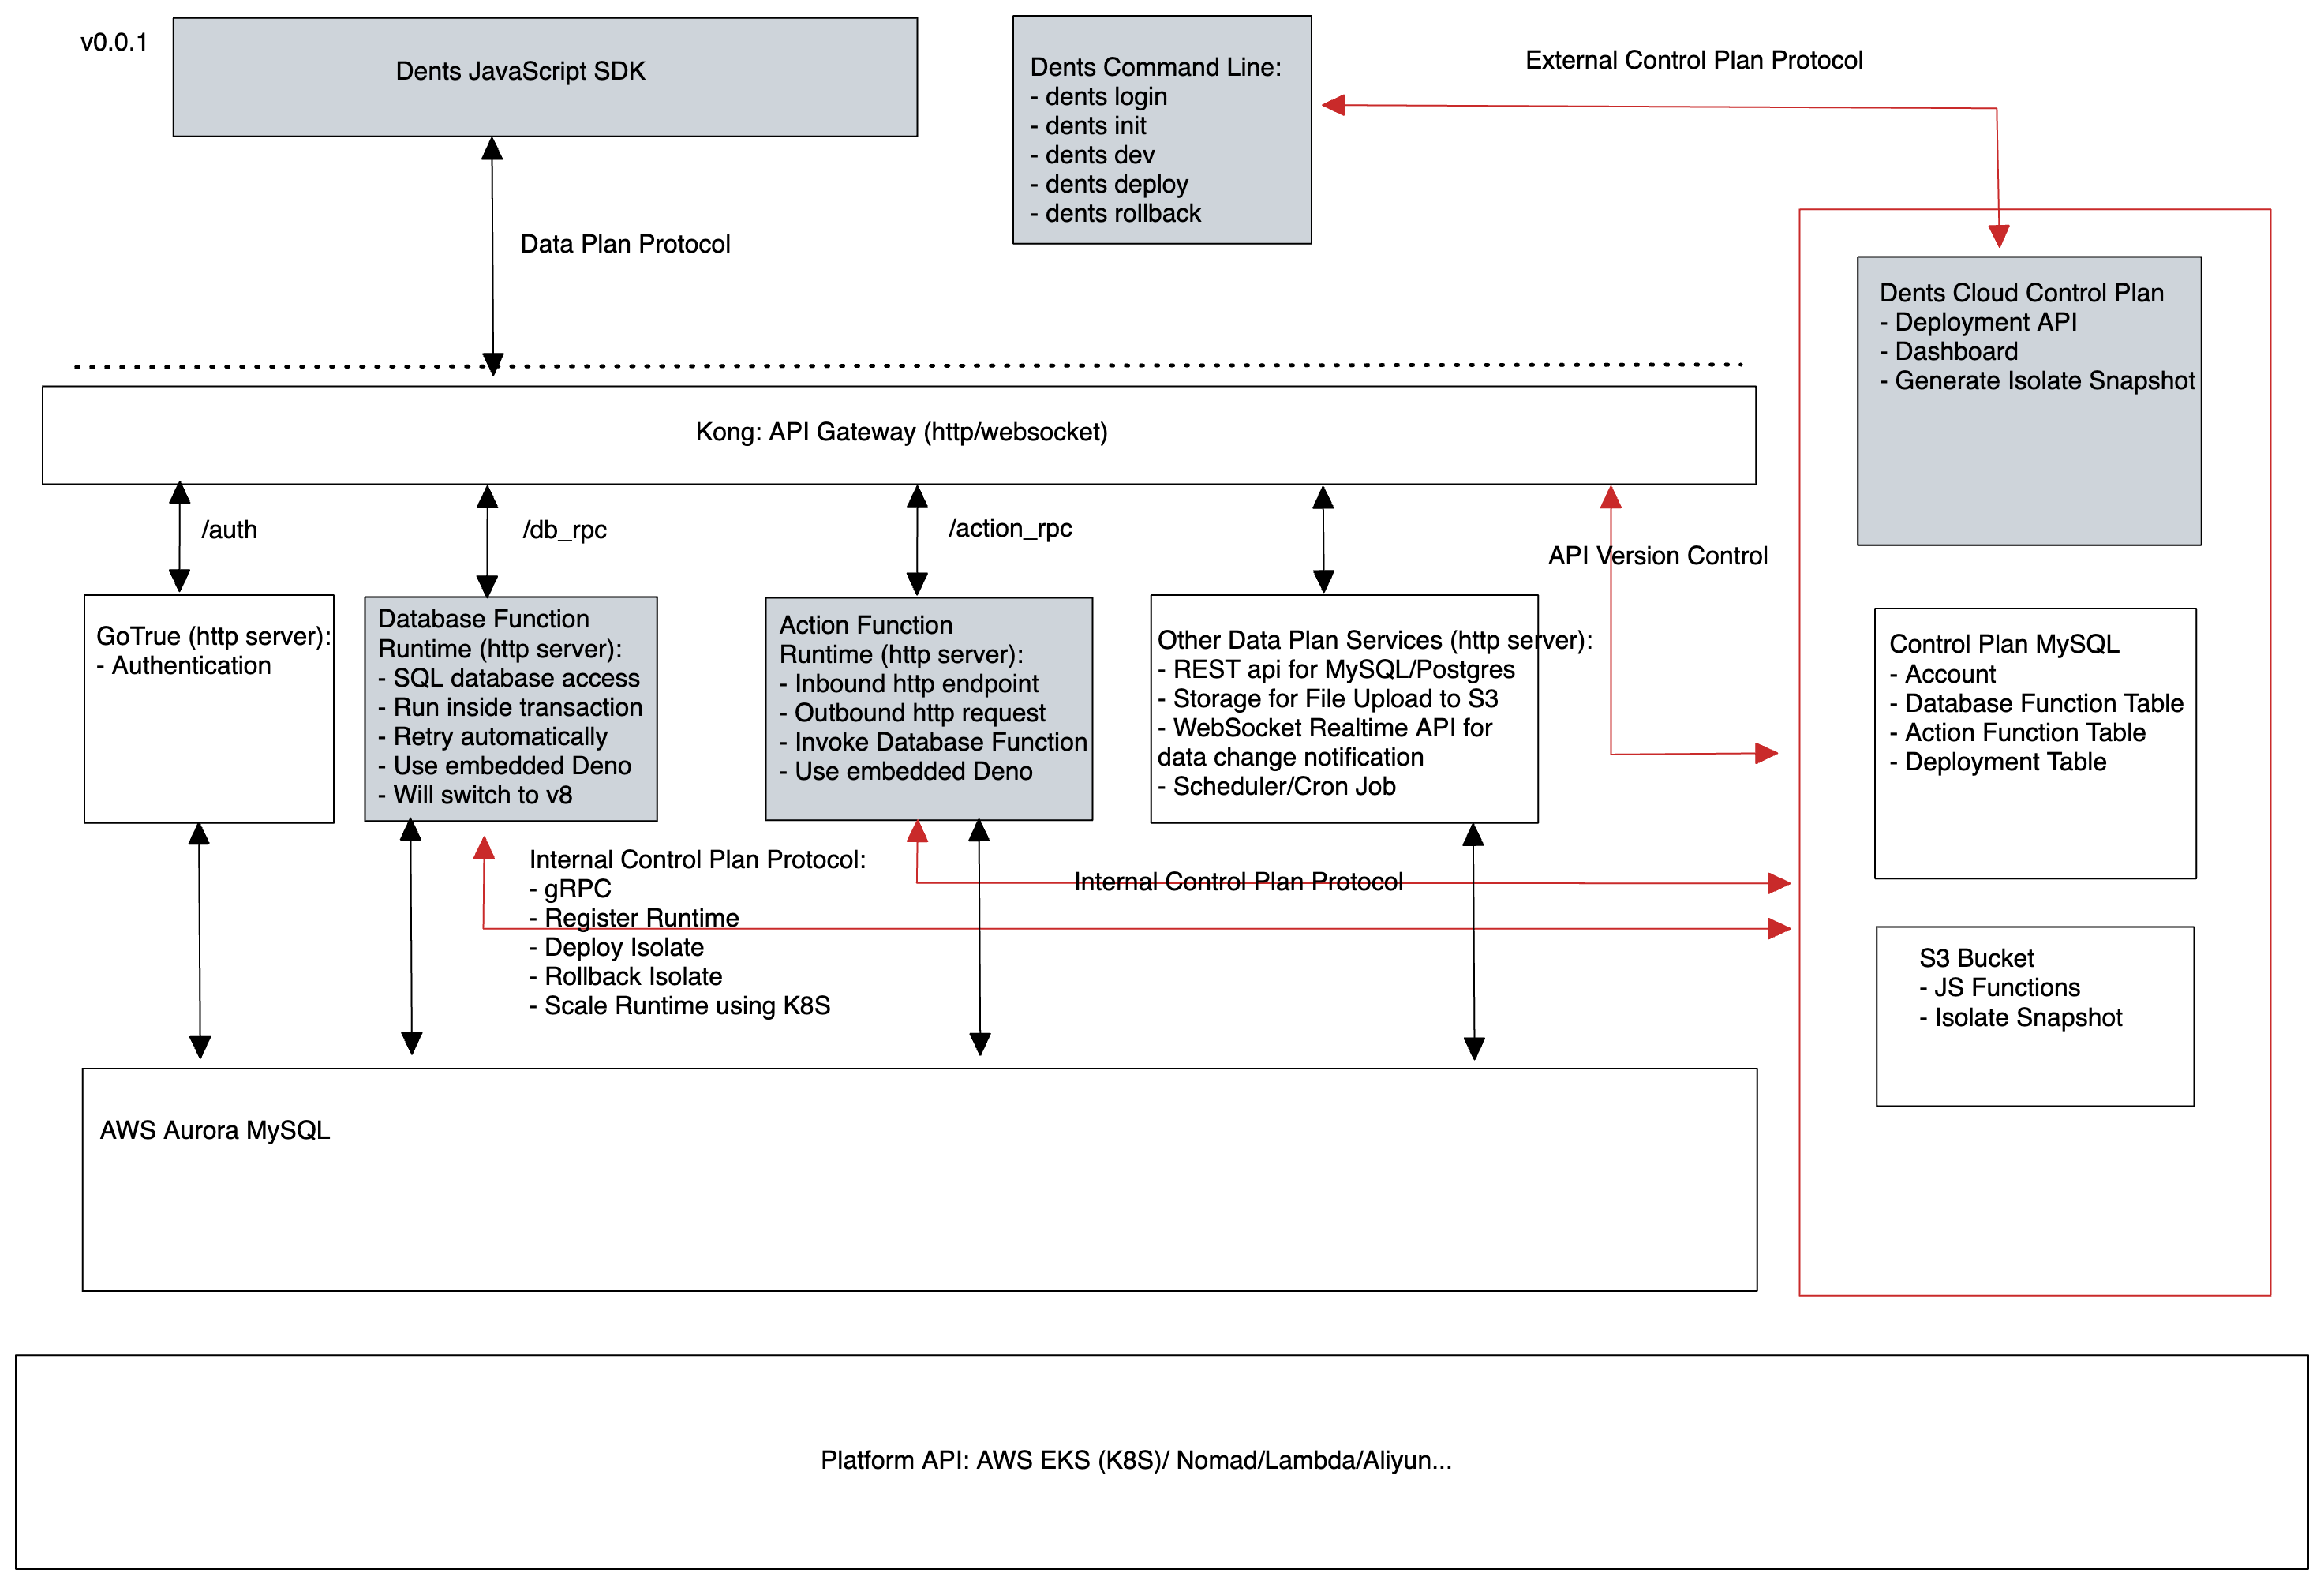 v0.0.1
Dents JavaScript SDK
Dents Command Line:
- dents login
- dents init
- dents dev
- dents deploy
- dents rollback
External Control Plan Protocol
Data Plan Protocol
Dents Cloud Control Plan
- Deployment API
- Dashboard
- Generate Isolate Snapshot
Kong: API Gateway (http/websocket)
/auth
/db_rpc
/action_rpc
API Version Control
GoTrue (http server):
- Authentication
Database Function
Runtime (http server):
- SQL database access
- Run inside transaction
- Retry automatically
- Use embedded Deno
- Will switch to v8
Action Function
Runtime (http server):
- Inbound http endpoint
- Outbound http request
- Invoke Database Function
- Use embedded Deno
Other Data Plan Services (http server):
- REST api for MySQL/Postgres
- Storage for File Upload to S3
- WebSocket Realtime API for
data change notification
- Scheduler/Cron Job
Control Plan MySQL
- Account
- Database Function Table
- Action Function Table
- Deployment Table
Internal Control Plan Protocol:
- gRPC
- Register Runtime
- Deploy Isolate
- Rollback Isolate
- Scale Runtime using K8S
Internal Control Plan Protocol
S3 Bucket
- JS Functions
- Isolate Snapshot
AWS Aurora MySQL
Platform API: AWS EKS (K8S)/ Nomad/Lambda/Aliyun...